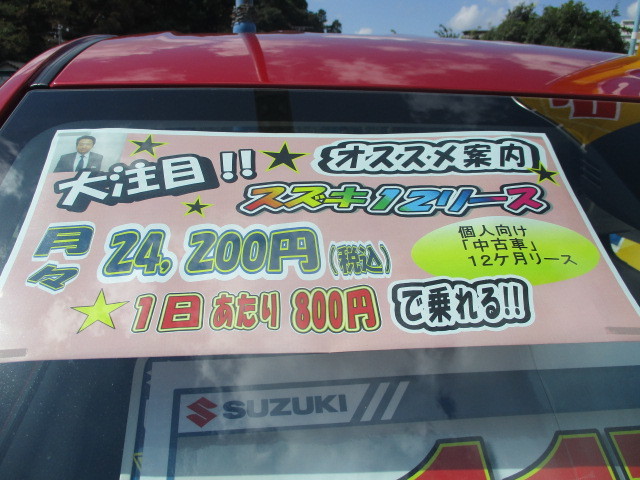 大注目!!
オススメ案内
スズキ12リース
月々 24,200円(税込)
個人向け
「中古車」
12ケ月リース
1日あたり 800円で乗れる!!
SUZUKI